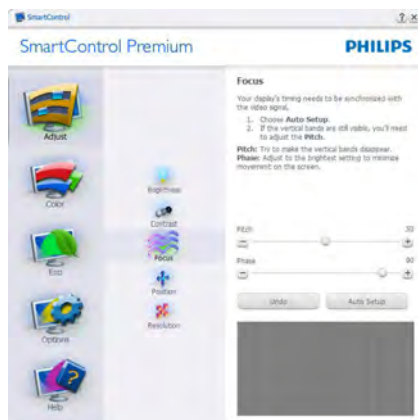 SmartControl
SmartControl Premium
PHILIPS
Adjust
Color
Eco
Options
Help
Brightness
Contrast
Focus
Position
Resolution
Focus
Your display's timing needs to be synchronized with
the video signal.
1. Choose Auto Setup.
2. If the vertical bands are still visible, you'll need
to adjust the Pitch.
Pitch: Try to make the vertical bands disappear.
Phase: Adjust to the brightest setting to minimize
movement on the screen.
Pitch 50
Phase 90
Undo Auto Setup